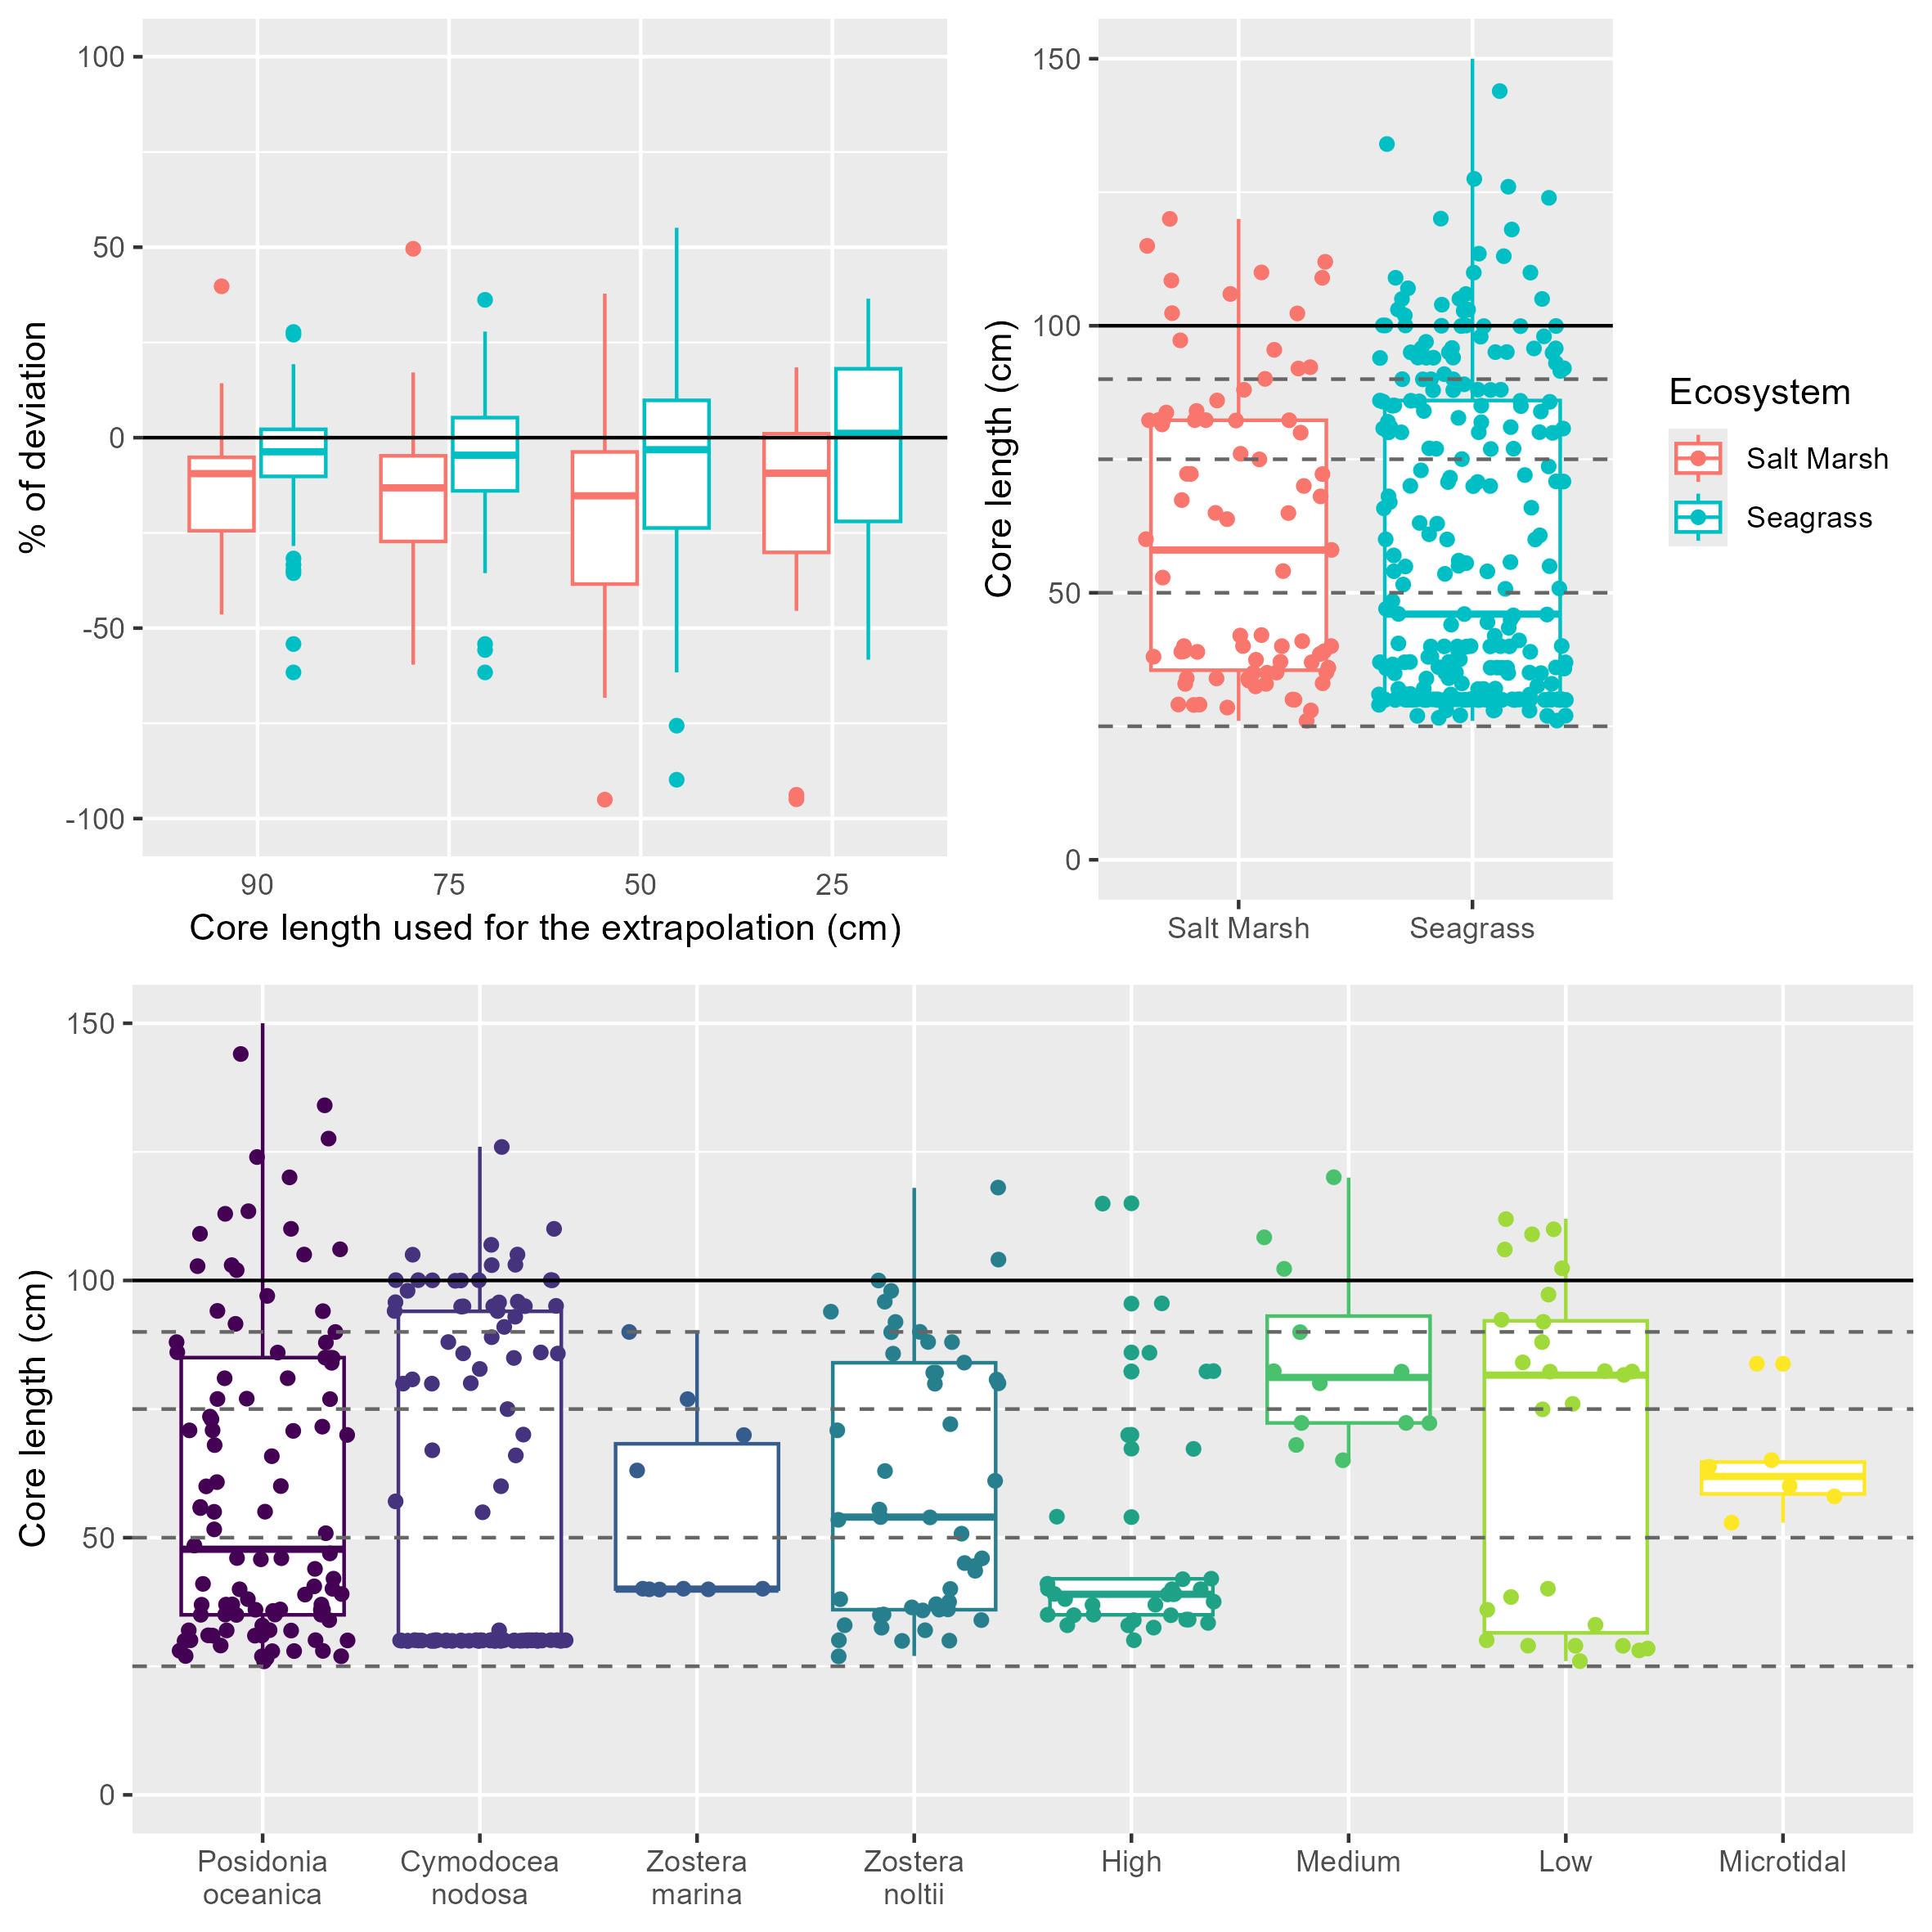 100
50
0
-50
-100
% of deviation
90 75 50 25
Core length used for the extrapolation (cm)
150
100
50
0
Core length (cm)
Salt Marsh Seagrass
Ecosystem
Salt Marsh
Seagrass
150
100
50
0
Core length (cm)
Posidonia Cymodocea Zostera Zostera High Medium Low Microtidal
oceanica nodosa marina noltii